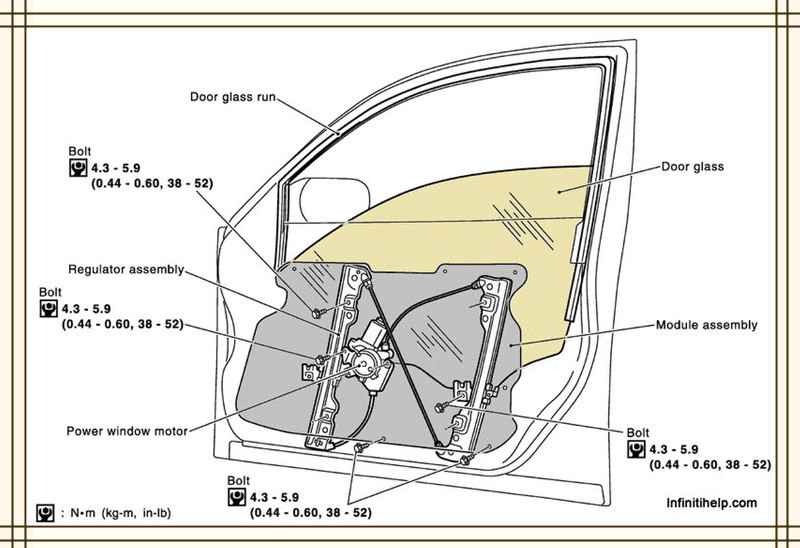 Door glass run
Bolt
4.3 - 5.9
(0.44 - 0.60, 38 - 52)
Door glass
Regulator assembly
Bolt
4.3 - 5.9
(0.44 - 0.60, 38 - 52)
Module assembly
Power window motor
Bolt
4.3 - 5.9
(0.44 - 0.60, 38 - 52)
Bolt
4.3 - 5.9
(0.44 - 0.60, 38 - 52)
: N•m (kg-m, in-lb)
Infinitihelp.com